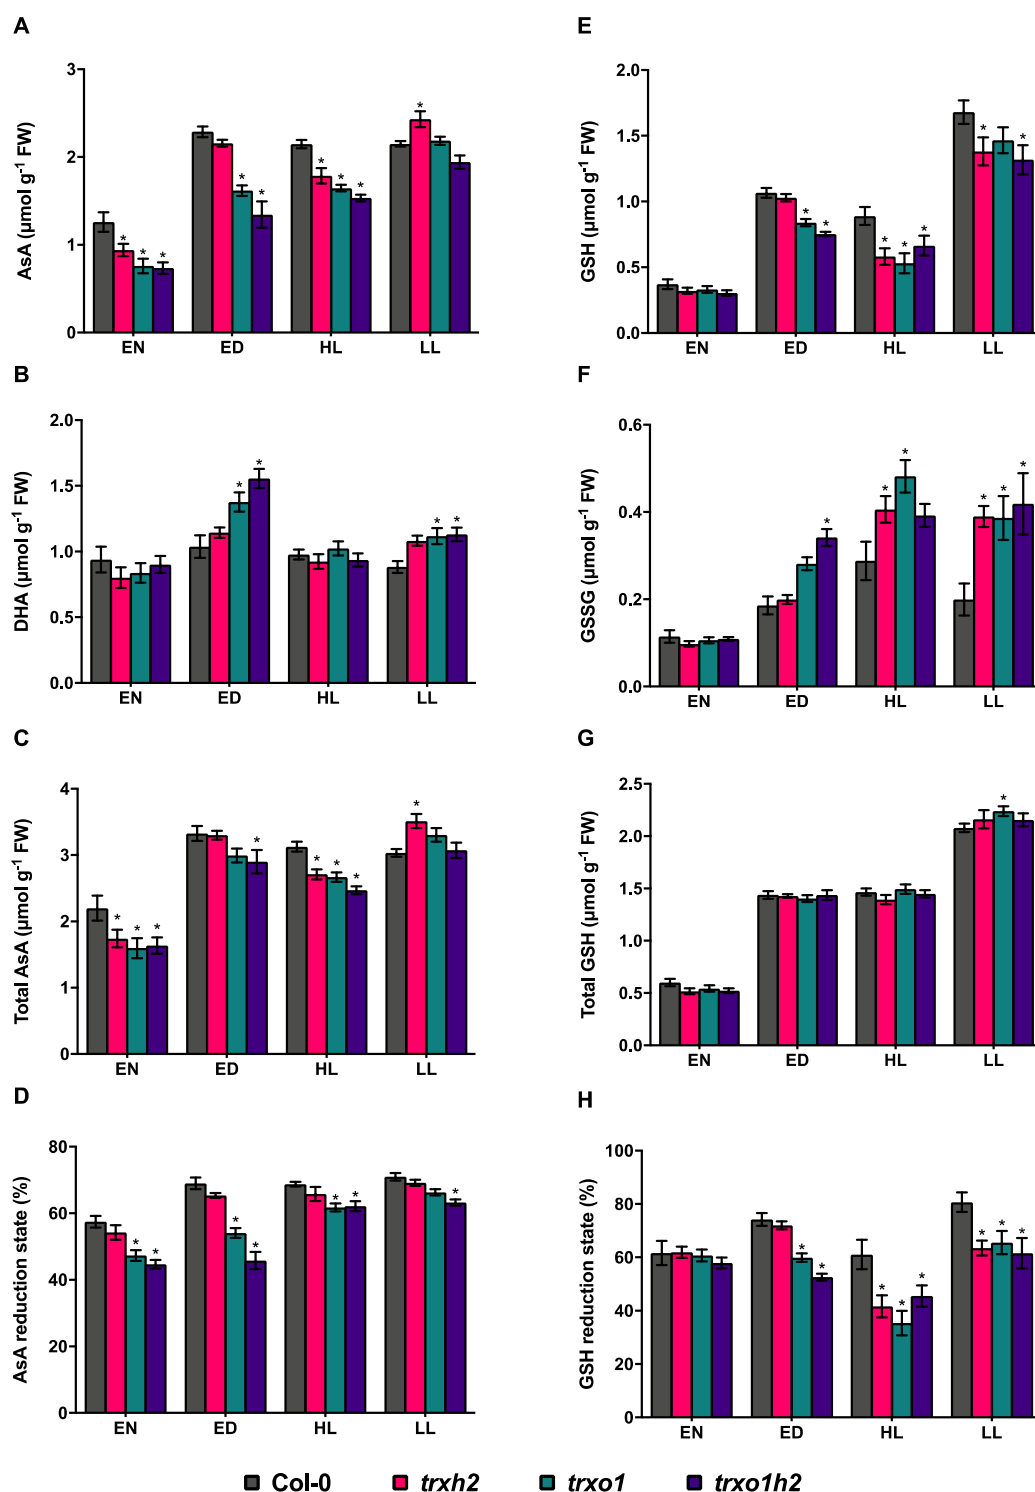 A
AsA (µmol g⁻¹ FW)
3
2
1
0
* * * * * * * * *
EN ED HL LL
B
DHA (µmol g⁻¹ FW)
2.0
1.5
1.0
0.5
0.0
* * * *
EN ED HL LL
C
Total AsA (µmol g⁻¹ FW)
4
3
2
1
0
* * * * * * * *
EN ED HL LL
D
AsA reduction state (%)
80
60
40
20
0
* * * * * * *
EN ED HL LL
E
GSH (µmol g⁻¹ FW)
2.0
1.5
1.0
0.5
0.0
* * * * * * *
EN ED HL LL
F
GSSG (µmol g⁻¹ FW)
0.6
0.4
0.2
0.0
* * * * * *
EN ED HL LL
G
Total GSH (µmol g⁻¹ FW)
2.5
2.0
1.5
1.0
0.5
0.0
*
EN ED HL LL
H
GSH reduction state (%)
100
80
60
40
20
0
* * * * * * * *
EN ED HL LL
Col-0 trxh2 trxo1 trxo1h2